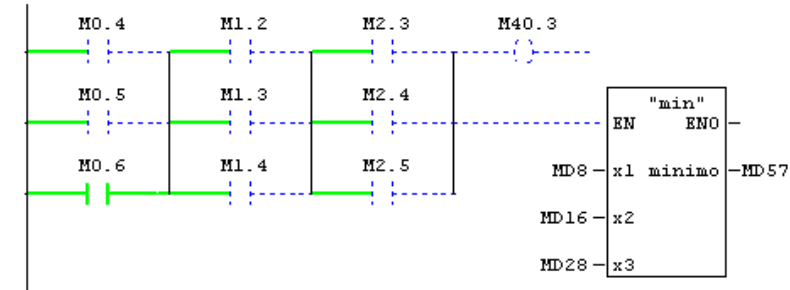 M0.4 M1.2 M2.3 M40.3
M0.5 M1.3 M2.4
"min"
EN ENO
M0.6 M1.4 M2.5
MD8 x1 minimo MD57
MD16 x2
MD28 x3